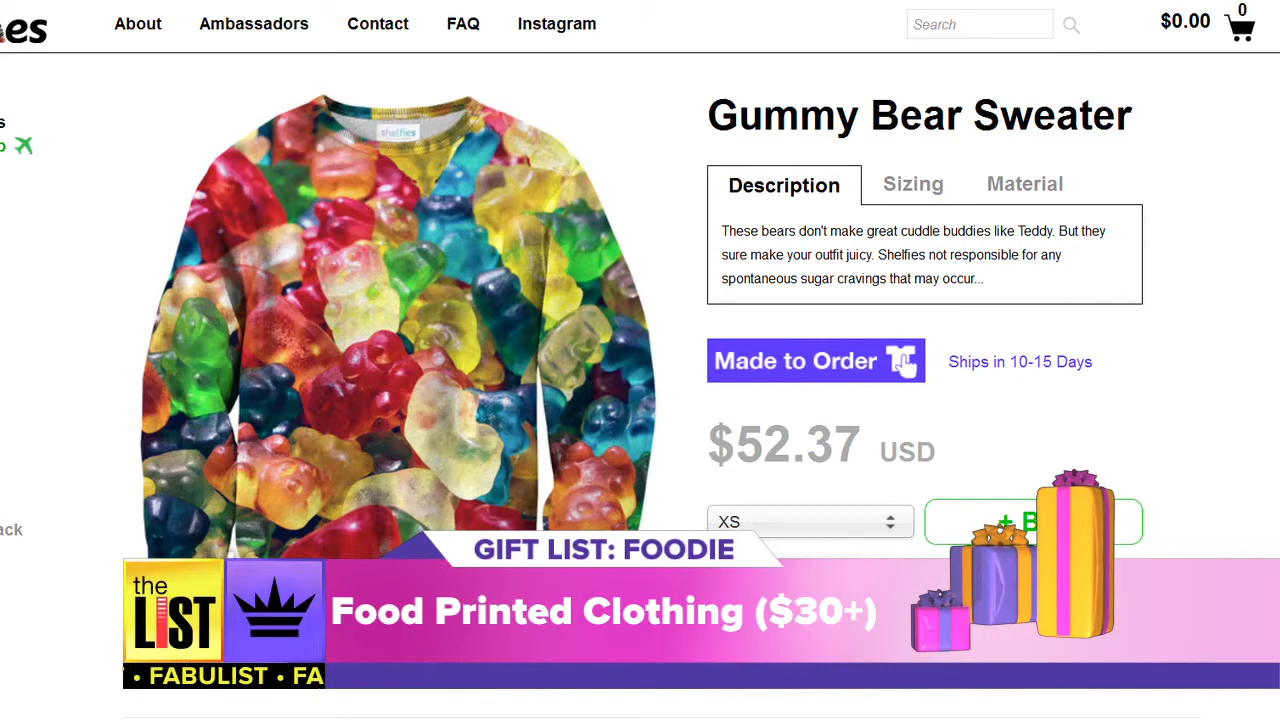 es
About
Ambassadors
Contact
FAQ
Instagram
Search
$0.00
0
s
shelfies
Gummy Bear Sweater
Description
Sizing
Material
These bears don't make great cuddle buddies like Teddy. But they
sure make your outfit juicy. Shelfies not responsible for any
spontaneous sugar cravings that may occur...
Made to Order
Ships in 10-15 Days
$52.37 USD
XS
+ B
ack
GIFT LIST: FOODIE
the
LIST
Food Printed Clothing ($30+)
• FABULIST • FA